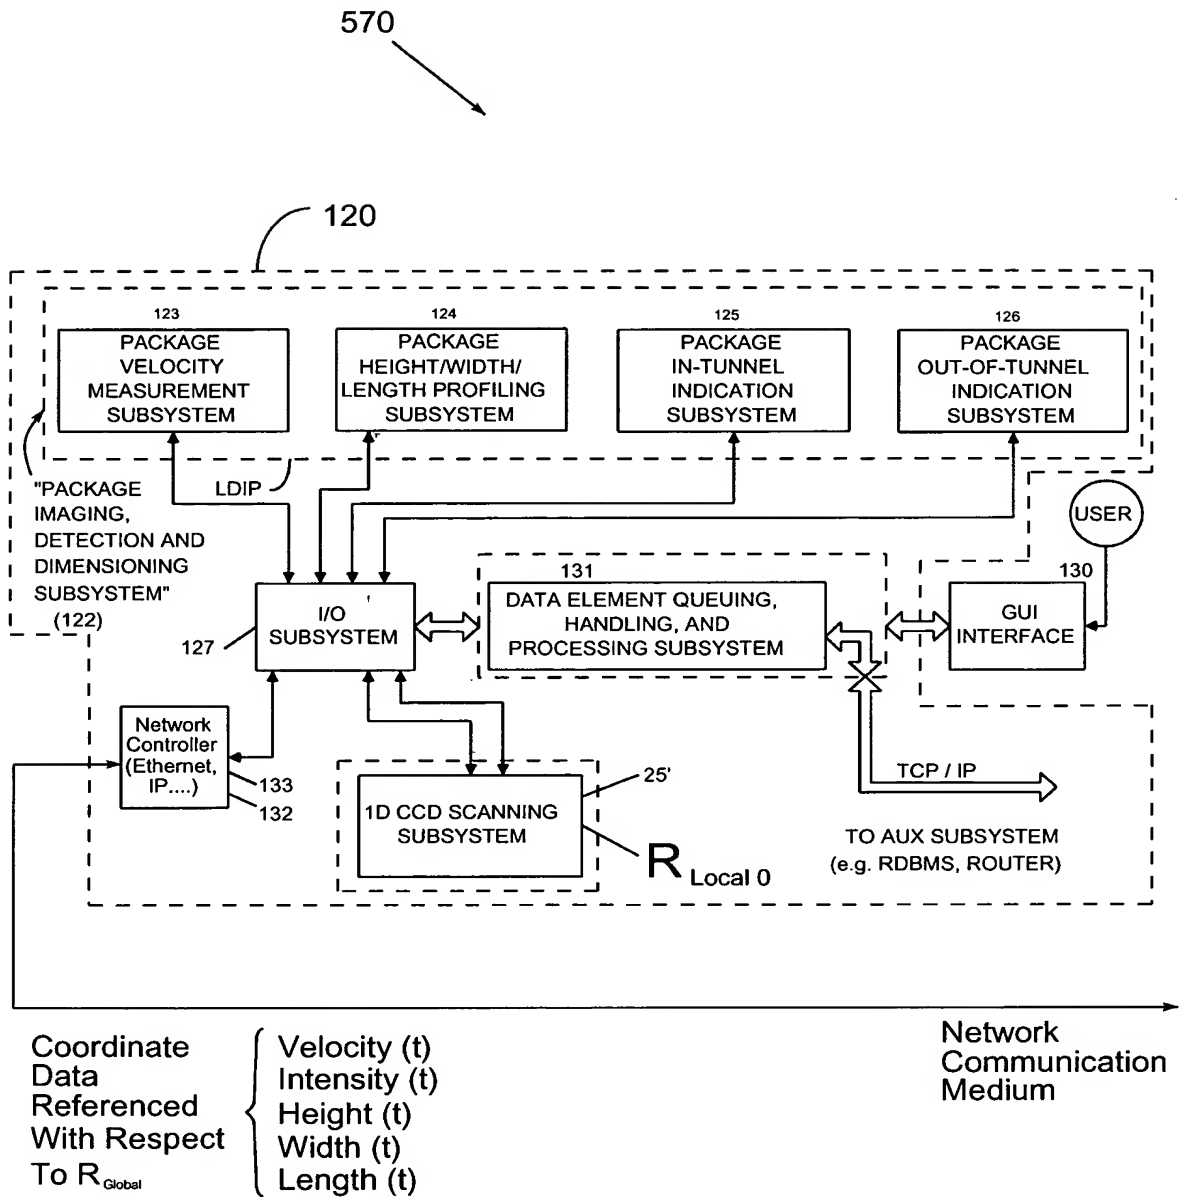 570
120
123
124
125
126
PACKAGE
VELOCITY
MEASUREMENT
SUBSYSTEM
PACKAGE
HEIGHT/WIDTH/
LENGTH PROFILING
SUBSYSTEM
PACKAGE
IN-TUNNEL
INDICATION
SUBSYSTEM
PACKAGE
OUT-OF-TUNNEL
INDICATION
SUBSYSTEM
LDIP
"PACKAGE
IMAGING,
DETECTION AND
DIMENSIONING
SUBSYSTEM"
(122)
USER
131
130
I/O
SUBSYSTEM
127
DATA ELEMENT QUEUING,
HANDLING, AND
PROCESSING SUBSYSTEM
GUI
INTERFACE
Network
Controller
(Ethernet,
IP....)
133
132
25'
1D CCD SCANNING
SUBSYSTEM
R Local 0
TCP / IP
TO AUX SUBSYSTEM
(e.g. RDBMS, ROUTER)
Coordinate
Data
Referenced
With Respect
To R Global
Velocity (t)
Intensity (t)
Height (t)
Width (t)
Length (t)
Network
Communication
Medium